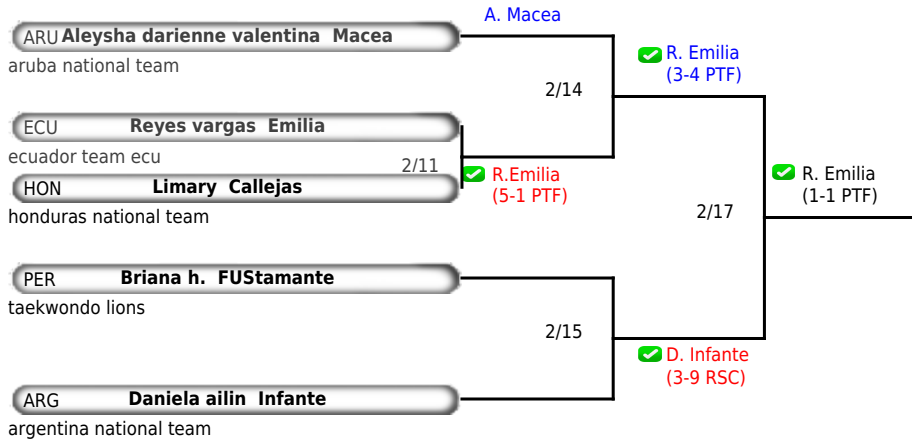 A. Macea
ARU Aleysha darienne valentina Macea
aruba national team
R. Emilia
(3-4 PTF)
2/14
ECU Reyes vargas Emilia
ecuador team ecu
2/11
R.Emilia
(5-1 PTF)
HON Limary Callejas
honduras national team
R. Emilia
(1-1 PTF)
2/17
PER Briana h. FUStamante
taekwondo lions
2/15
D. Infante
(3-9 RSC)
ARG Daniela ailin Infante
argentina national team